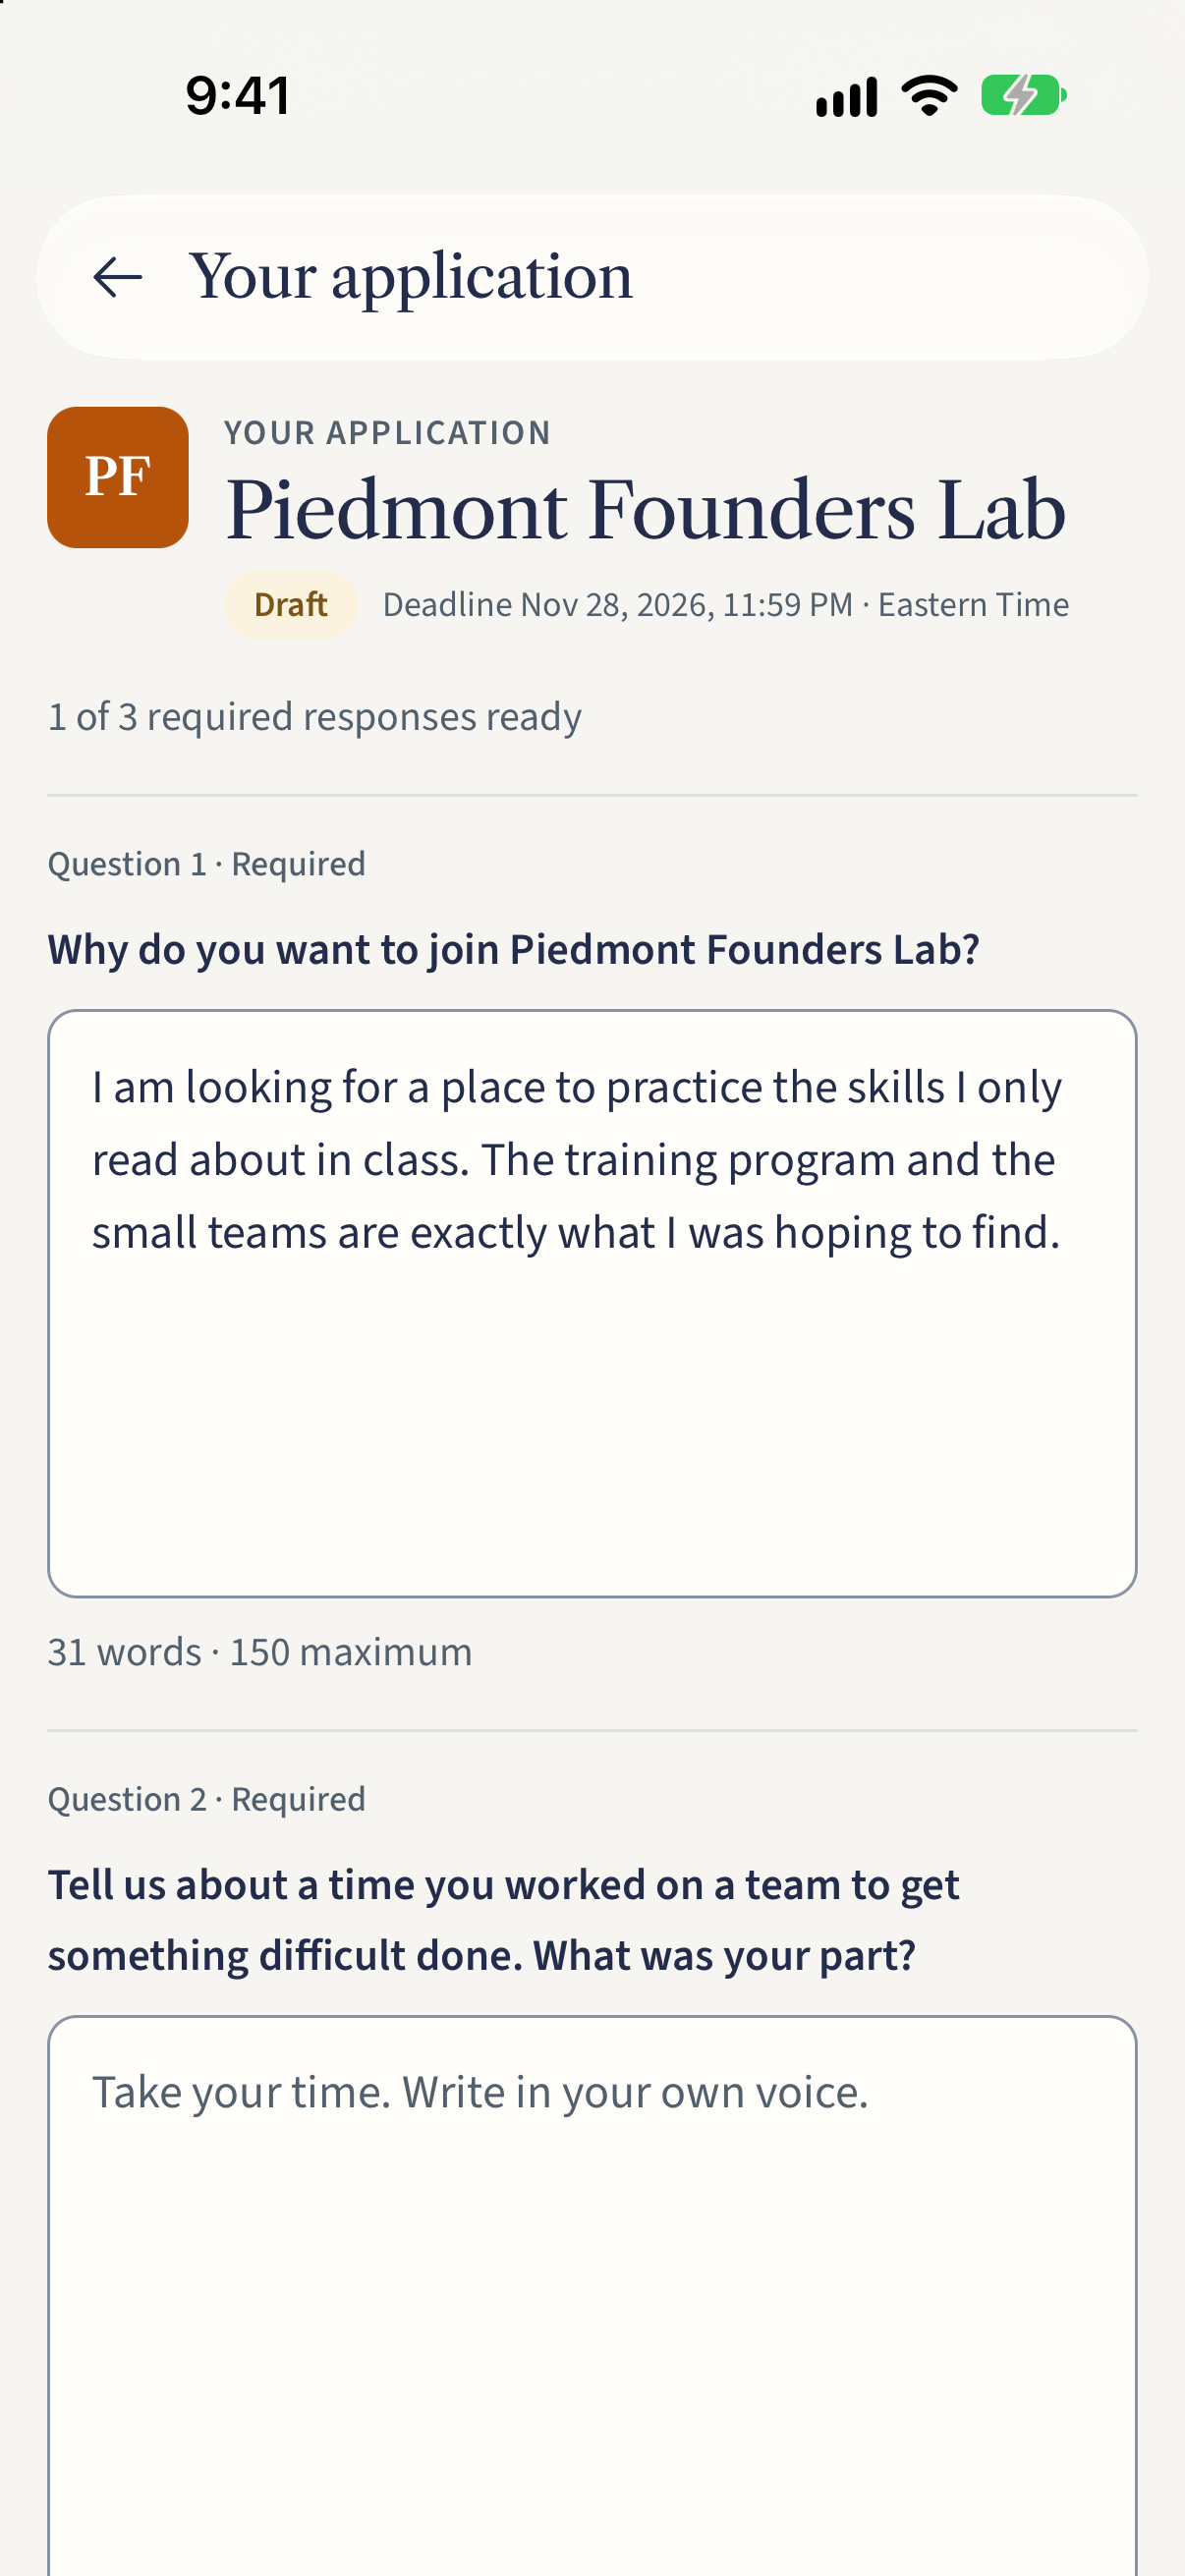 9:41
Your application
PF
YOUR APPLICATION
Piedmont Founders Lab
Draft
Deadline Nov 28, 2026, 11:59 PM · Eastern Time
1 of 3 required responses ready
Question 1 · Required
Why do you want to join Piedmont Founders Lab?
I am looking for a place to practice the skills I only
read about in class. The training program and the
small teams are exactly what I was hoping to find.
31 words · 150 maximum
Question 2 · Required
Tell us about a time you worked on a team to get
something difficult done. What was your part?
Take your time. Write in your own voice.